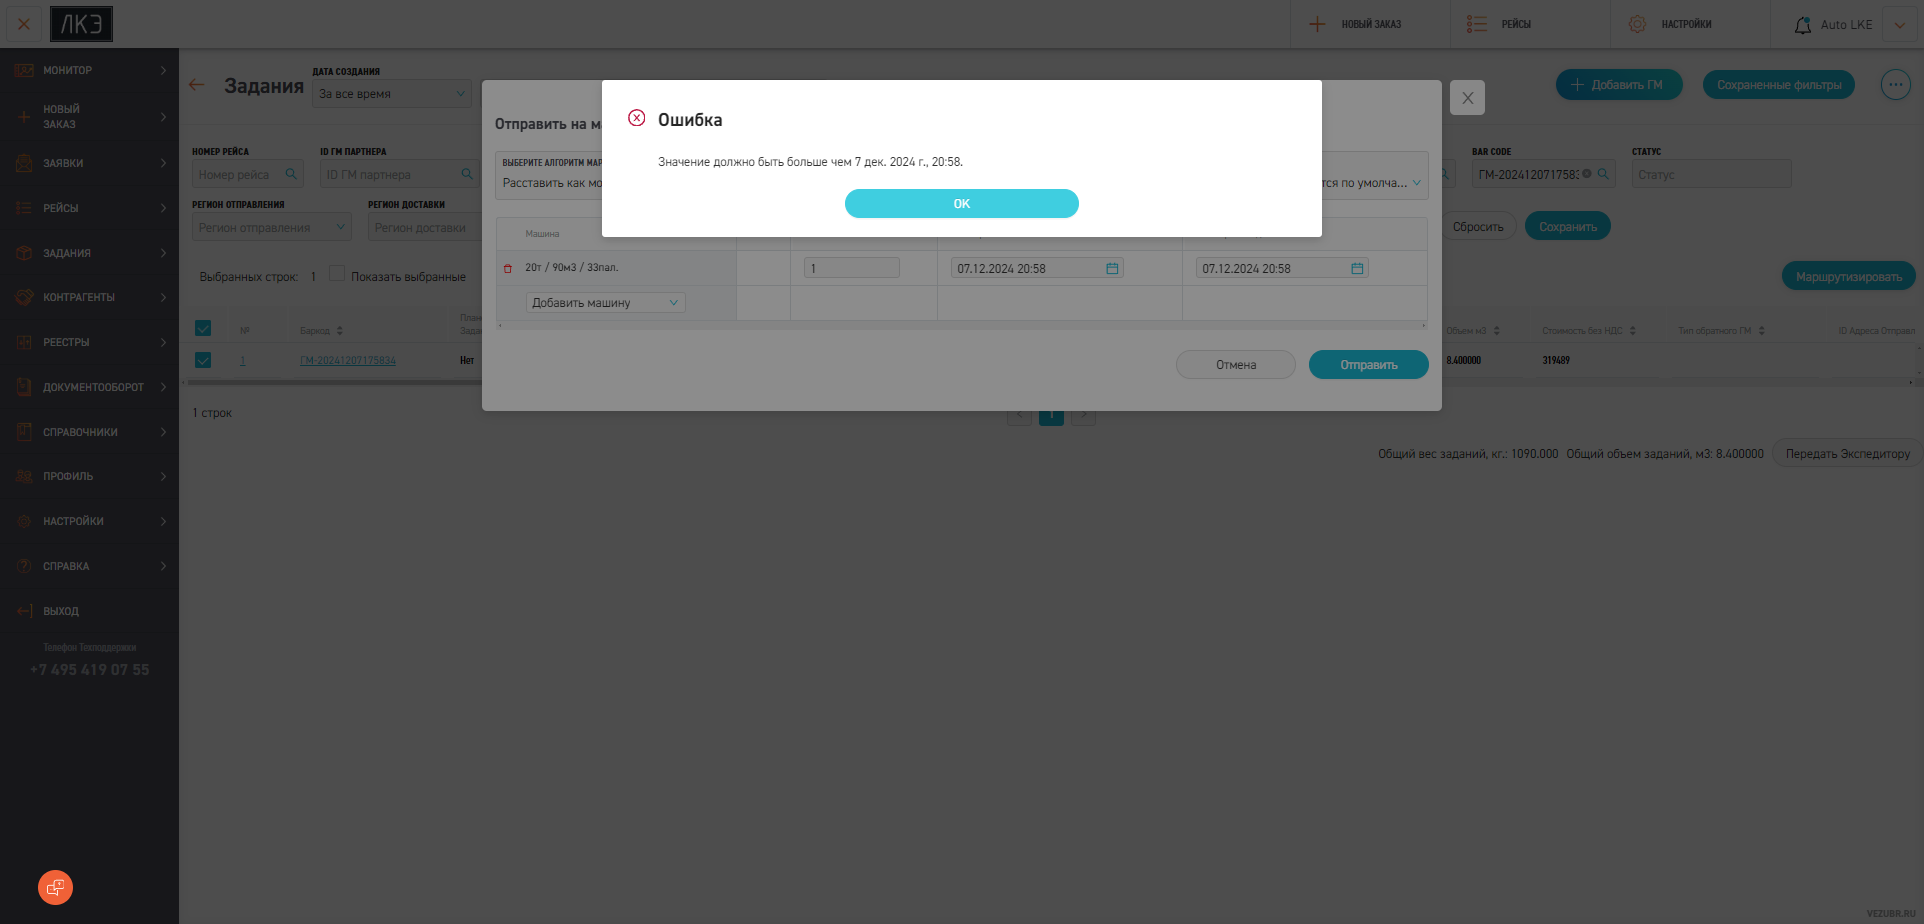 ЛКЭ
НОВЫЙ ЗАКАЗ
РЕЙСЫ
НАСТРОЙКИ
Auto LKE
МОНИТОР
НОВЫЙ
ЗАКАЗ
ЗАЯВКИ
РЕЙСЫ
ЗАДАНИЯ
КОНТРАГЕНТЫ
РЕЕСТРЫ
ДОКУМЕНТООБОРОТ
СПРАВОЧНИКИ
ПРОФИЛЬ
НАСТРОЙКИ
СПРАВКА
ВЫХОД
Телефон Техподдержки
+7 495 419 07 55
Задания
ДАТА СОЗДАНИЯ
За все время
Добавить ГМ
Сохраненные фильтры
НОМЕР РЕЙСА
Номер рейса
ID ГМ ПАРТНЕРА
ID ГМ партнера
BAR CODE
ГМ-2024120717583
СТАТУС
Статус
РЕГИОН ОТПРАВЛЕНИЯ
Регион отправления
РЕГИОН ДОСТАВКИ
Регион доставки
Сбросить
Сохранить
Выбранных строк: 1
Показать выбранные
Маршрутизировать
Отправить на м
ВЫБЕРИТЕ АЛГОРИТМ МАР
Расставить как мо
тся по умолча...
Ошибка
Значение должно быть больше чем 7 дек. 2024 г., 20:58.
OK
Машина
20т / 90м3 / 33пал.
1
07.12.2024 20:58
07.12.2024 20:58
Добавить машину
Отмена
Отправить
№
Баркод
План
Задан
Объем м3
Стоимость без НДС
Тип обратного ГМ
ID Адреса Отправл
1
ГМ-20241207175834
Нет
8.400000
319489
1 строк
1
Общий вес заданий, кг.: 1090.000
Общий объем заданий, м3: 8.400000
Передать Экспедитору
VEZUBR.RU